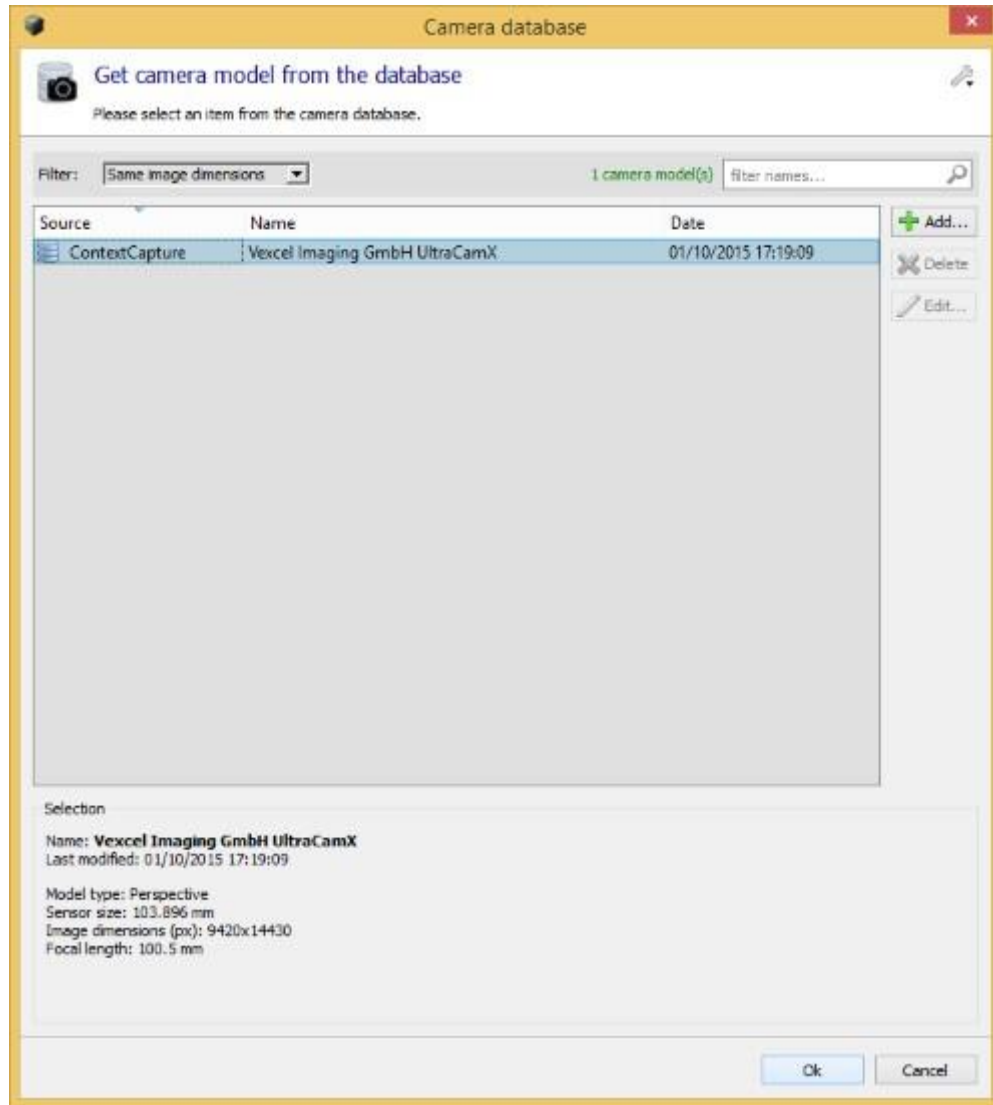 Camera database
Get camera model from the database
Please select an item from the camera database.
Filter: Same image dimensions 1 camera model(s) filter names...
Source Name Date
ContextCapture Vexcel Imaging GmbH UltraCamX 01/10/2015 17:19:09
Add...
Delete
Edit...
Selection
Name: Vexcel Imaging GmbH UltraCamX
Last modified: 01/10/2015 17:19:09
Model type: Perspective
Sensor size: 103.896 mm
Image dimensions (px): 9420x14430
Focal length: 100.5 mm
Ok Cancel